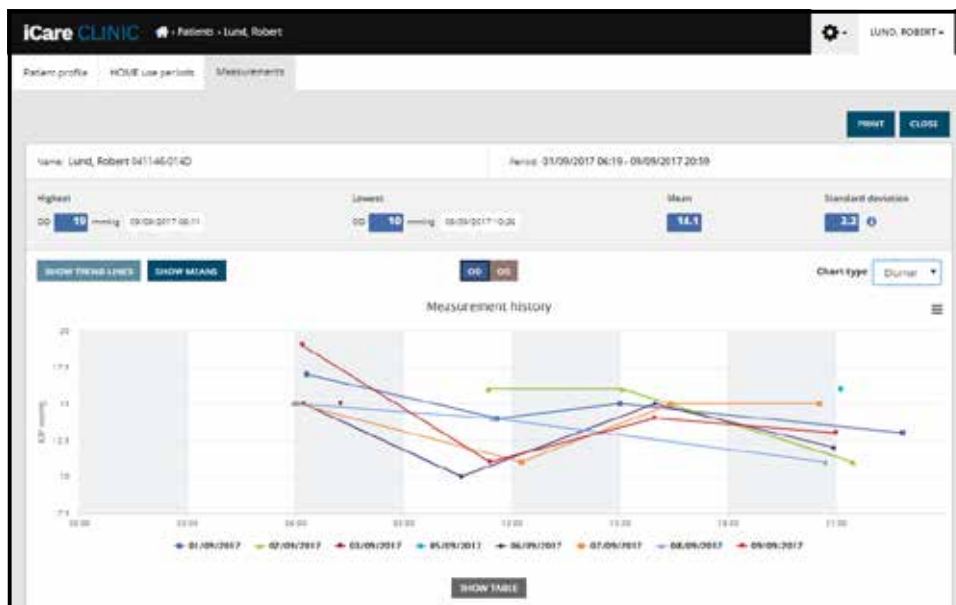 iCare CLINIC Patients Lund, Robert LUND, ROBERT
Patient profile HOME use periods Measurements
PRINT CLOSE
Name: Lund, Robert Period: 01/09/2017 06:19 - 09/09/2017 20:59
Highest Lowest Mean Standard deviation
OD 19 mmHg OD 10 mmHg 14.1 2.2
SHOW TREND LINES SHOW MEANS OD OS Chart type Diurnal
Measurement history
20
17.5
15
12.5
10
7.5
IOP mmHg
00:00 03:00 06:00 09:00 12:00 15:00 18:00 21:00
01/09/2017 02/09/2017 03/09/2017 05/09/2017 06/09/2017 07/09/2017 08/09/2017 09/09/2017
SHOW TABLE